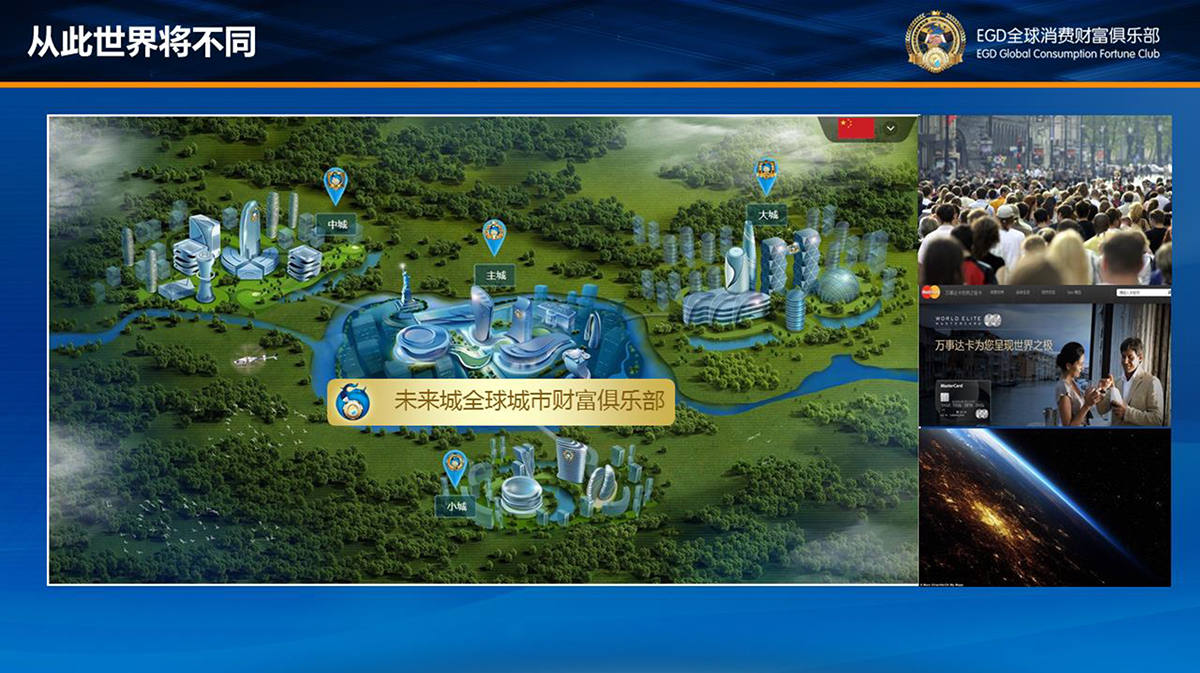 从此世界将不同
EGD全球消费财富俱乐部
EGD Global Consumption Fortune Club
中城
主城
大城
未来城全球城市财富俱乐部
小城
WORLD ELITE
MASTERCARD
万事达卡为您呈现世界之极
MasterCard